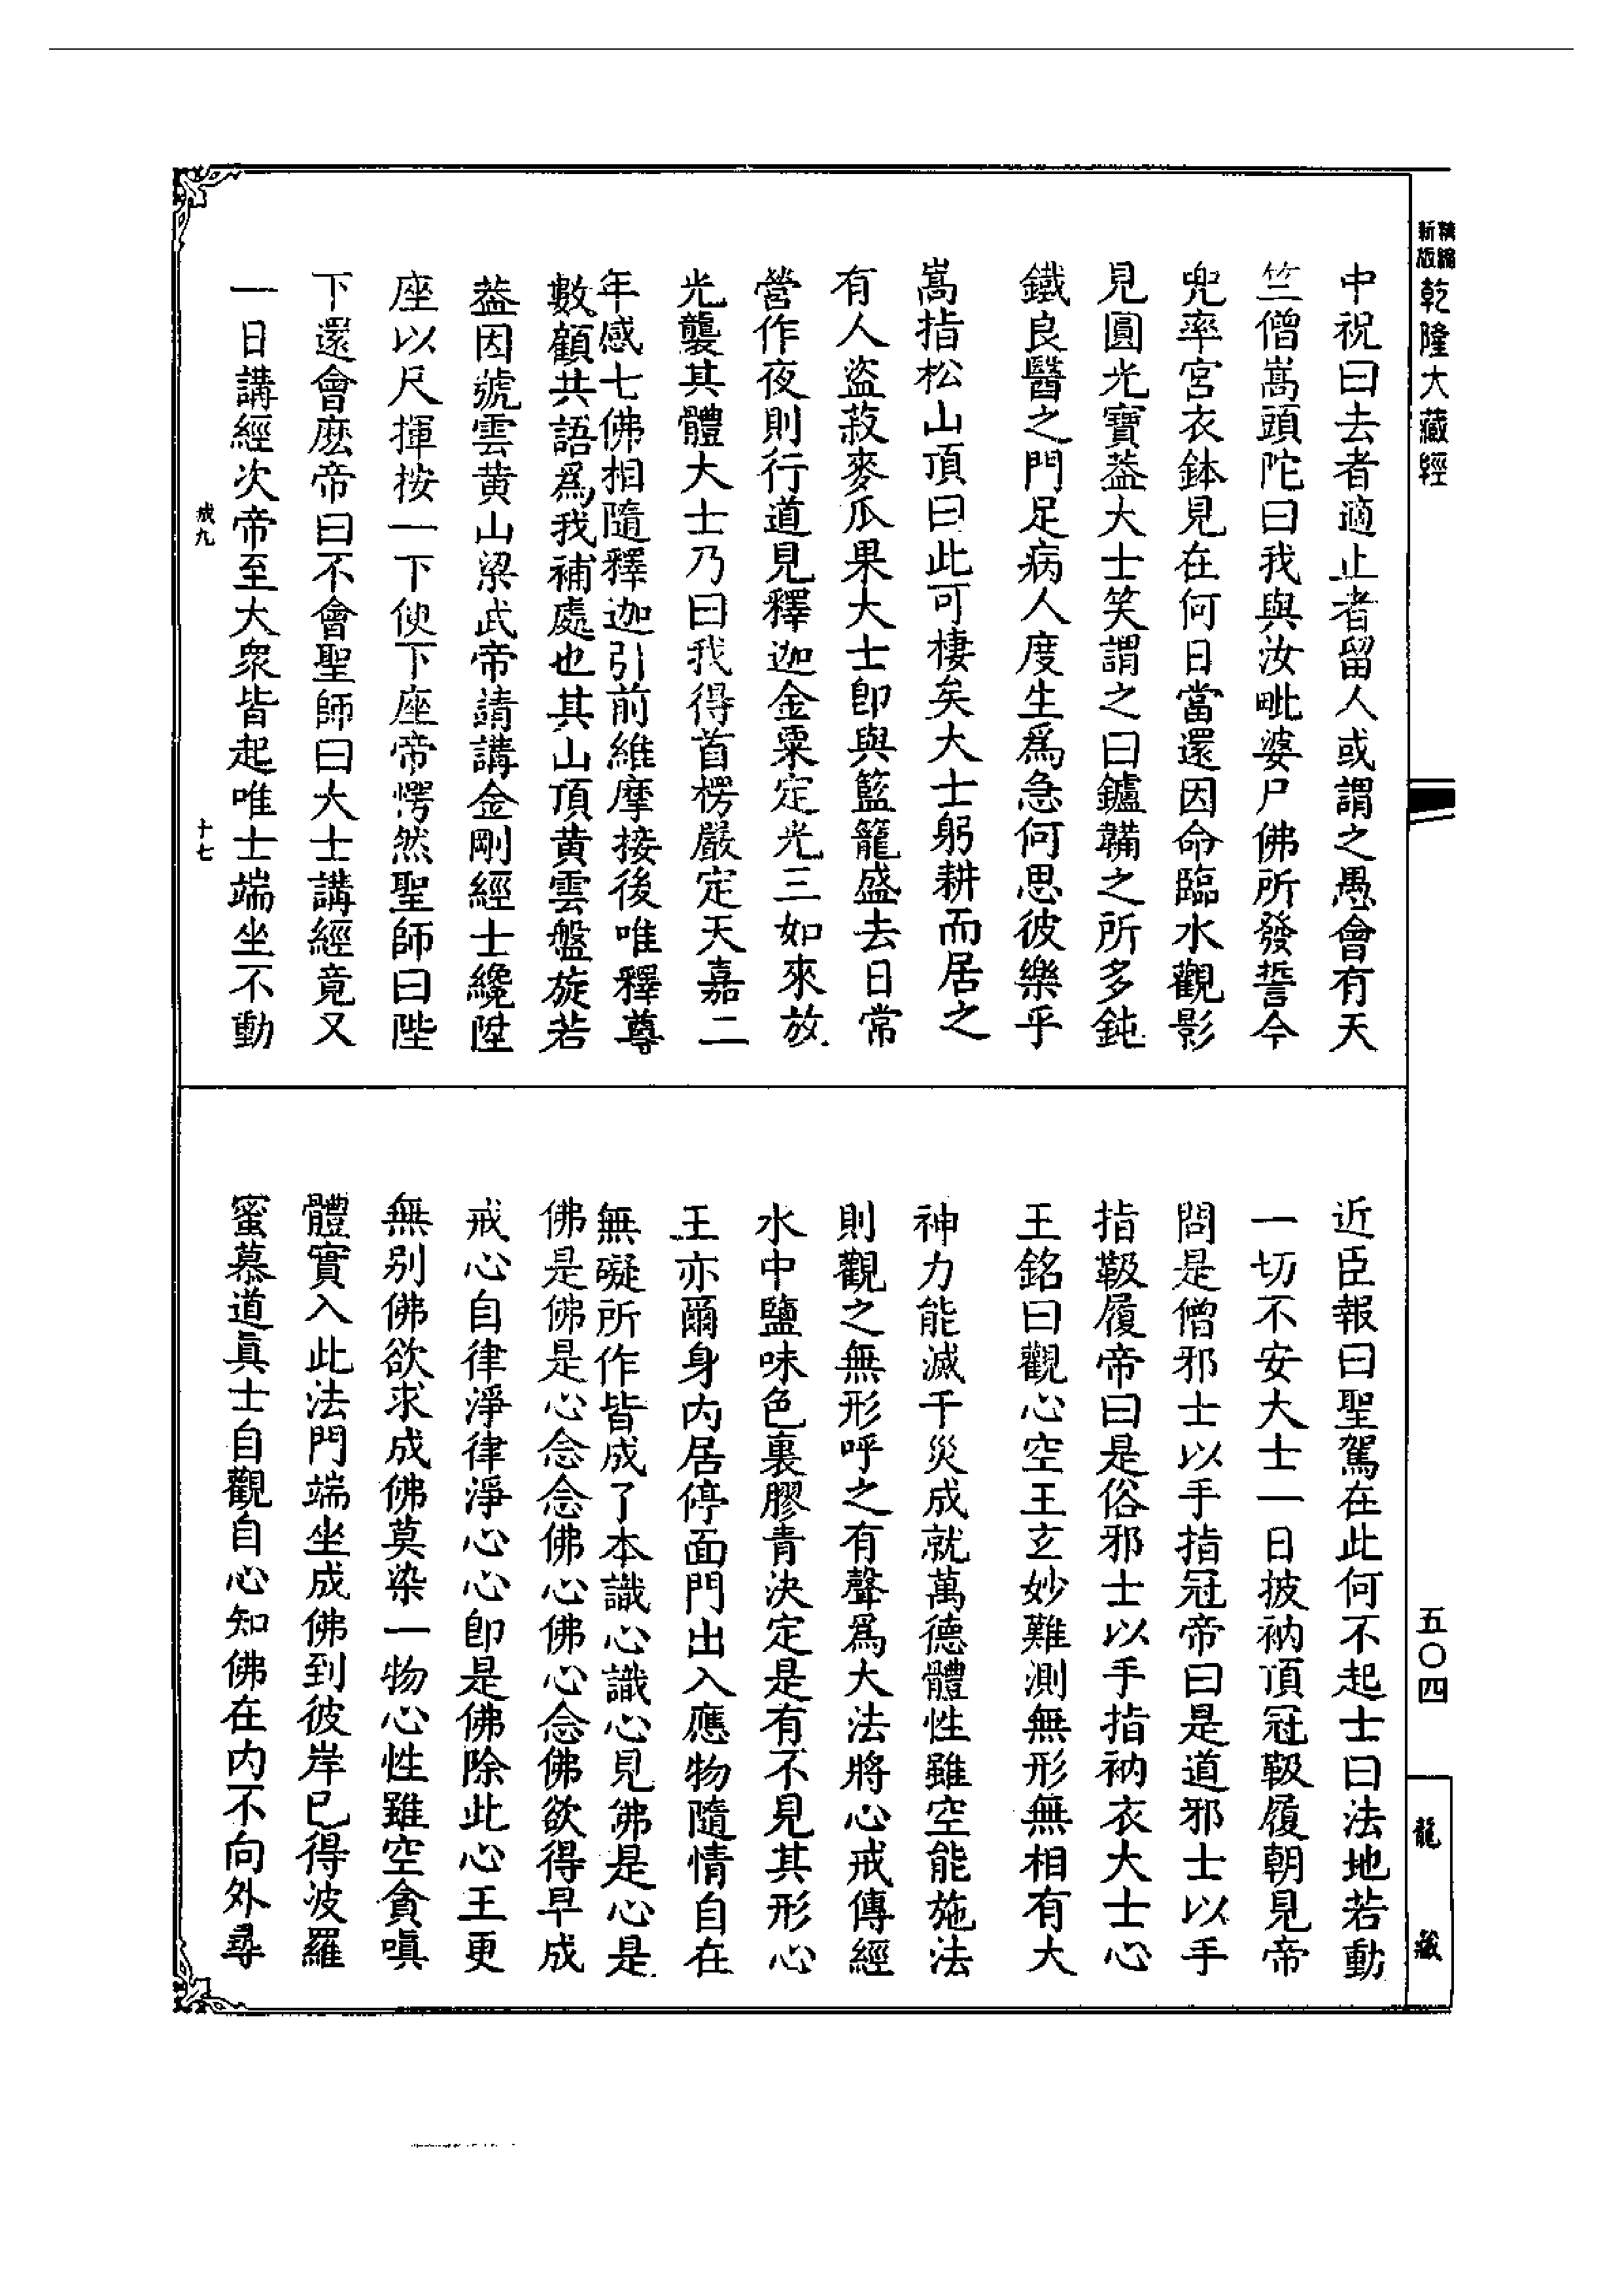 精縮
新版
乾隆大藏經
五〇四
龍藏
中祝曰去者適止者留人或謂之愚會有天
竺僧嵩頭陀曰我與汝毗婆尸佛所發誓今
兜率宮衣鉢見在何日當還因命臨水觀影
見圓光寶葢大士笑謂之曰鑪韛之所多鈍
鐵良醫之門足病人度生爲急何思彼樂乎
嵩指松山頂曰此可棲矣大士躬耕而居之
有人盜菽麥瓜果大士卽與籃籠盛去日常
營作夜則行道見釋迦金粟定光三如來放
光襲其體大士乃曰我得首楞嚴定天嘉二
年感七佛相隨釋迦引前維摩接後唯釋尊
數顧共語爲我補處也其山頂黄雲盤旋若
葢因號雲黄山梁武帝請講金剛經士纔陞
座以尺揮按一下便下座帝愕然聖師曰陛
下還會麽帝曰不會聖師曰大士講經竟又
一日講經次帝至大衆皆起唯士端坐不動
戒九
十七
近臣報曰聖駕在此何不起士曰法地若動
一切不安大士一日披衲頂冠靸履朝見帝
問是僧邪士以手指冠帝曰是道邪士以手
指靸履帝曰是俗邪士以手指衲衣大士心
王銘曰觀心空王玄妙難測無形無相有大
神力能滅千災成就萬德體性雖空能施法
則觀之無形呼之有聲爲大法將心戒傳經
水中鹽味色裏膠青決定是有不見其形心
王亦爾身内居停面門出入應物隨情自在
無礙所作皆成了本識心識心見佛是心是
佛是佛是心念念佛心佛心念佛欲得早成
戒心自律淨律淨心心卽是佛除此心王更
無别佛欲求成佛莫染一物心性雖空貪嗔
體實入此法門端坐成佛到彼岸已得波羅
蜜慕道真士自觀自心知佛在内不向外尋